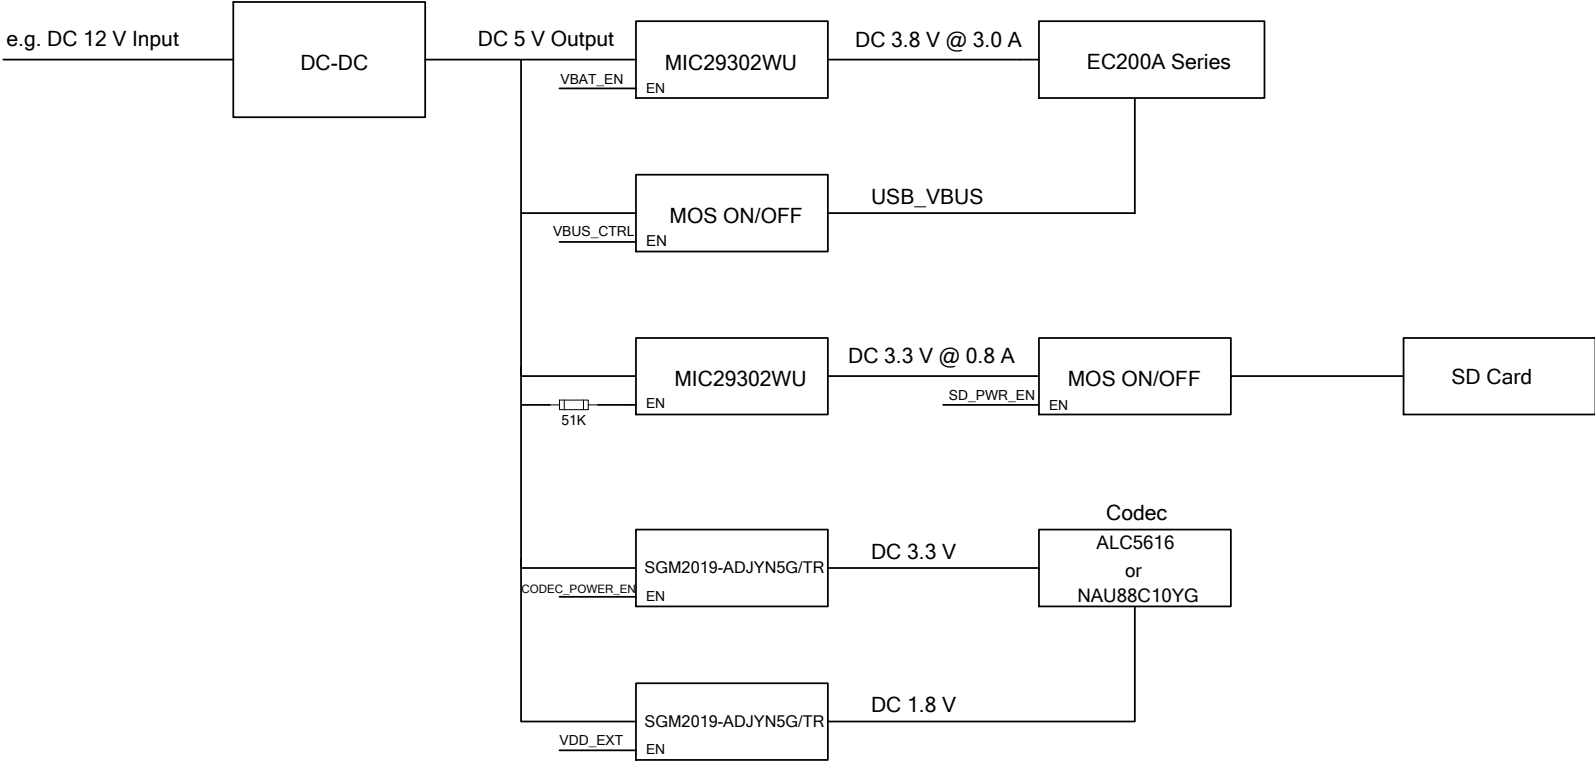 e.g. DC 12 V Input
DC-DC
DC 5 V Output
VBAT_EN
MIC29302WU
EN
DC 3.8 V @ 3.0 A
EC200A Series
VBUS_CTRL
MOS ON/OFF
EN
USB_VBUS
51K
MIC29302WU
EN
DC 3.3 V @ 0.8 A
SD_PWR_EN
MOS ON/OFF
EN
SD Card
CODEC_POWER_EN
SGM2019-ADJYN5G/TR
EN
DC 3.3 V
Codec
ALC5616
or
NAU88C10YG
VDD_EXT
SGM2019-ADJYN5G/TR
EN
DC 1.8 V